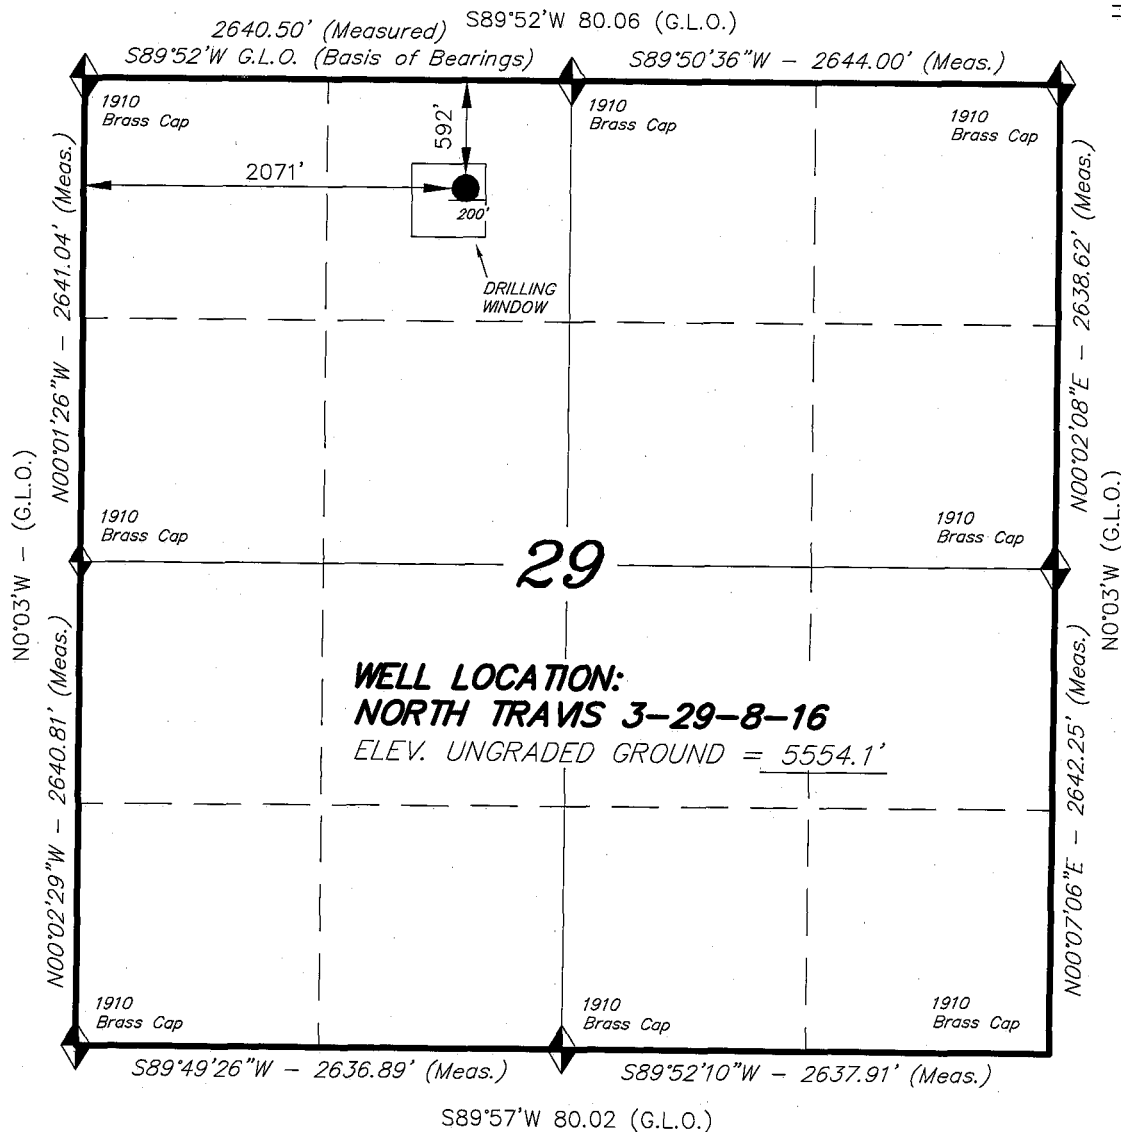 S89°52'W 80.06 (G.L.O.)
2640.50' (Measured)
S89°52'W G.L.O. (Basis of Bearings)
S89°50'36"W – 2644.00' (Meas.)
1910
Brass Cap
1910
Brass Cap
1910
Brass Cap
592'
2071'
200'
DRILLING
WINDOW
N00°01'26"W – 2641.04' (Meas.)
N00°02'08"E – 2638.62' (Meas.)
N0°03'W – (G.L.O.)
N0°03'W (G.L.O.)
1910
Brass Cap
1910
Brass Cap
29
WELL LOCATION:
NORTH TRAVIS 3–29–8–16
ELEV. UNGRADED GROUND = 5554.1'
N00°02'29"W – 2640.81' (Meas.)
N00°07'06"E – 2642.25' (Meas.)
1910
Brass Cap
1910
Brass Cap
1910
Brass Cap
S89°49'26"W – 2636.89' (Meas.)
S89°52'10"W – 2637.91' (Meas.)
S89°57'W 80.02 (G.L.O.)